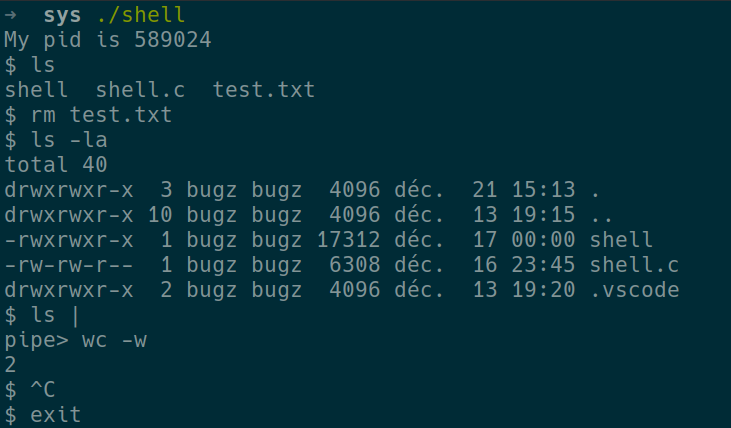 ➜  sys ./shell
My pid is 589024
$ ls
shell  shell.c  test.txt
$ rm test.txt
$ ls -la
total 40
drwxrwxr-x  3 bugz bugz  4096 déc.  21 15:13 .
drwxrwxr-x 10 bugz bugz  4096 déc.  13 19:15 ..
-rwxrwxr-x  1 bugz bugz 17312 déc.  17 00:00 shell
-rw-rw-r--  1 bugz bugz  6308 déc.  16 23:45 shell.c
drwxrwxr-x  2 bugz bugz  4096 déc.  13 19:20 .vscode
$ ls |
pipe> wc -w
2
$ ^C
$ exit